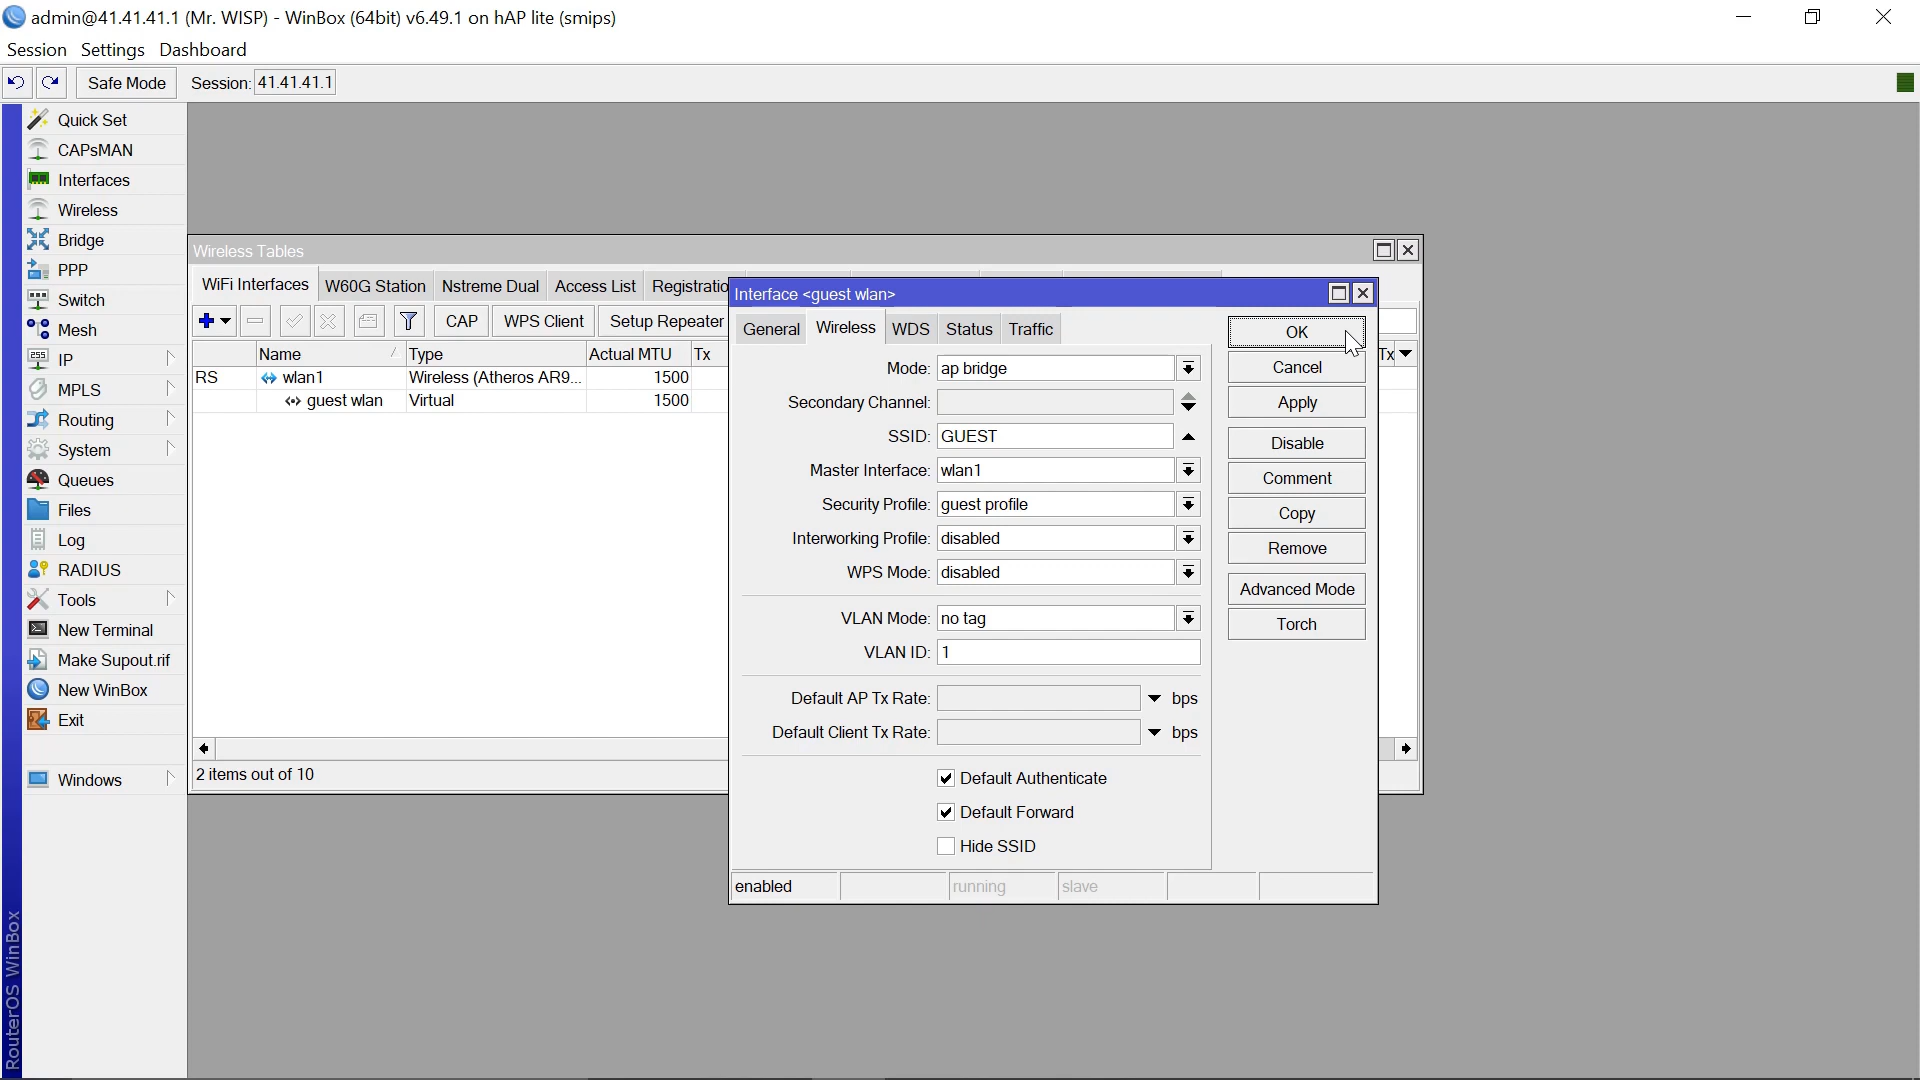 admin@41.41.41.1 (Mr. WISP) - WinBox (64bit) v6.49.1 on hAP lite (smips)
Session Settings Dashboard
Safe Mode Session: 41.41.41.1
Quick Set
CAPsMAN
Interfaces
Wireless
Bridge
PPP
Switch
Mesh
IP
MPLS
Routing
System
Queues
Files
Log
RADIUS
Tools
New Terminal
Make Supout.rif
New WinBox
Exit
Windows
RouterOS WinBox
Wireless Tables
WiFi Interfaces W60G Station Nstreme Dual Access List Registratio
CAP WPS Client Setup Repeater
Name Type Actual MTU Tx Tx
RS wlan1 Wireless (Atheros AR9... 1500
guest wlan Virtual 1500
2 items out of 10
Interface <guest wlan>
General Wireless WDS Status Traffic
Mode: ap bridge
Secondary Channel:
SSID: GUEST
Master Interface: wlan1
Security Profile: guest profile
Interworking Profile: disabled
WPS Mode: disabled
VLAN Mode: no tag
VLAN ID: 1
Default AP Tx Rate: bps
Default Client Tx Rate: bps
Default Authenticate
Default Forward
Hide SSID
OK
Cancel
Apply
Disable
Comment
Copy
Remove
Advanced Mode
Torch
enabled running slave